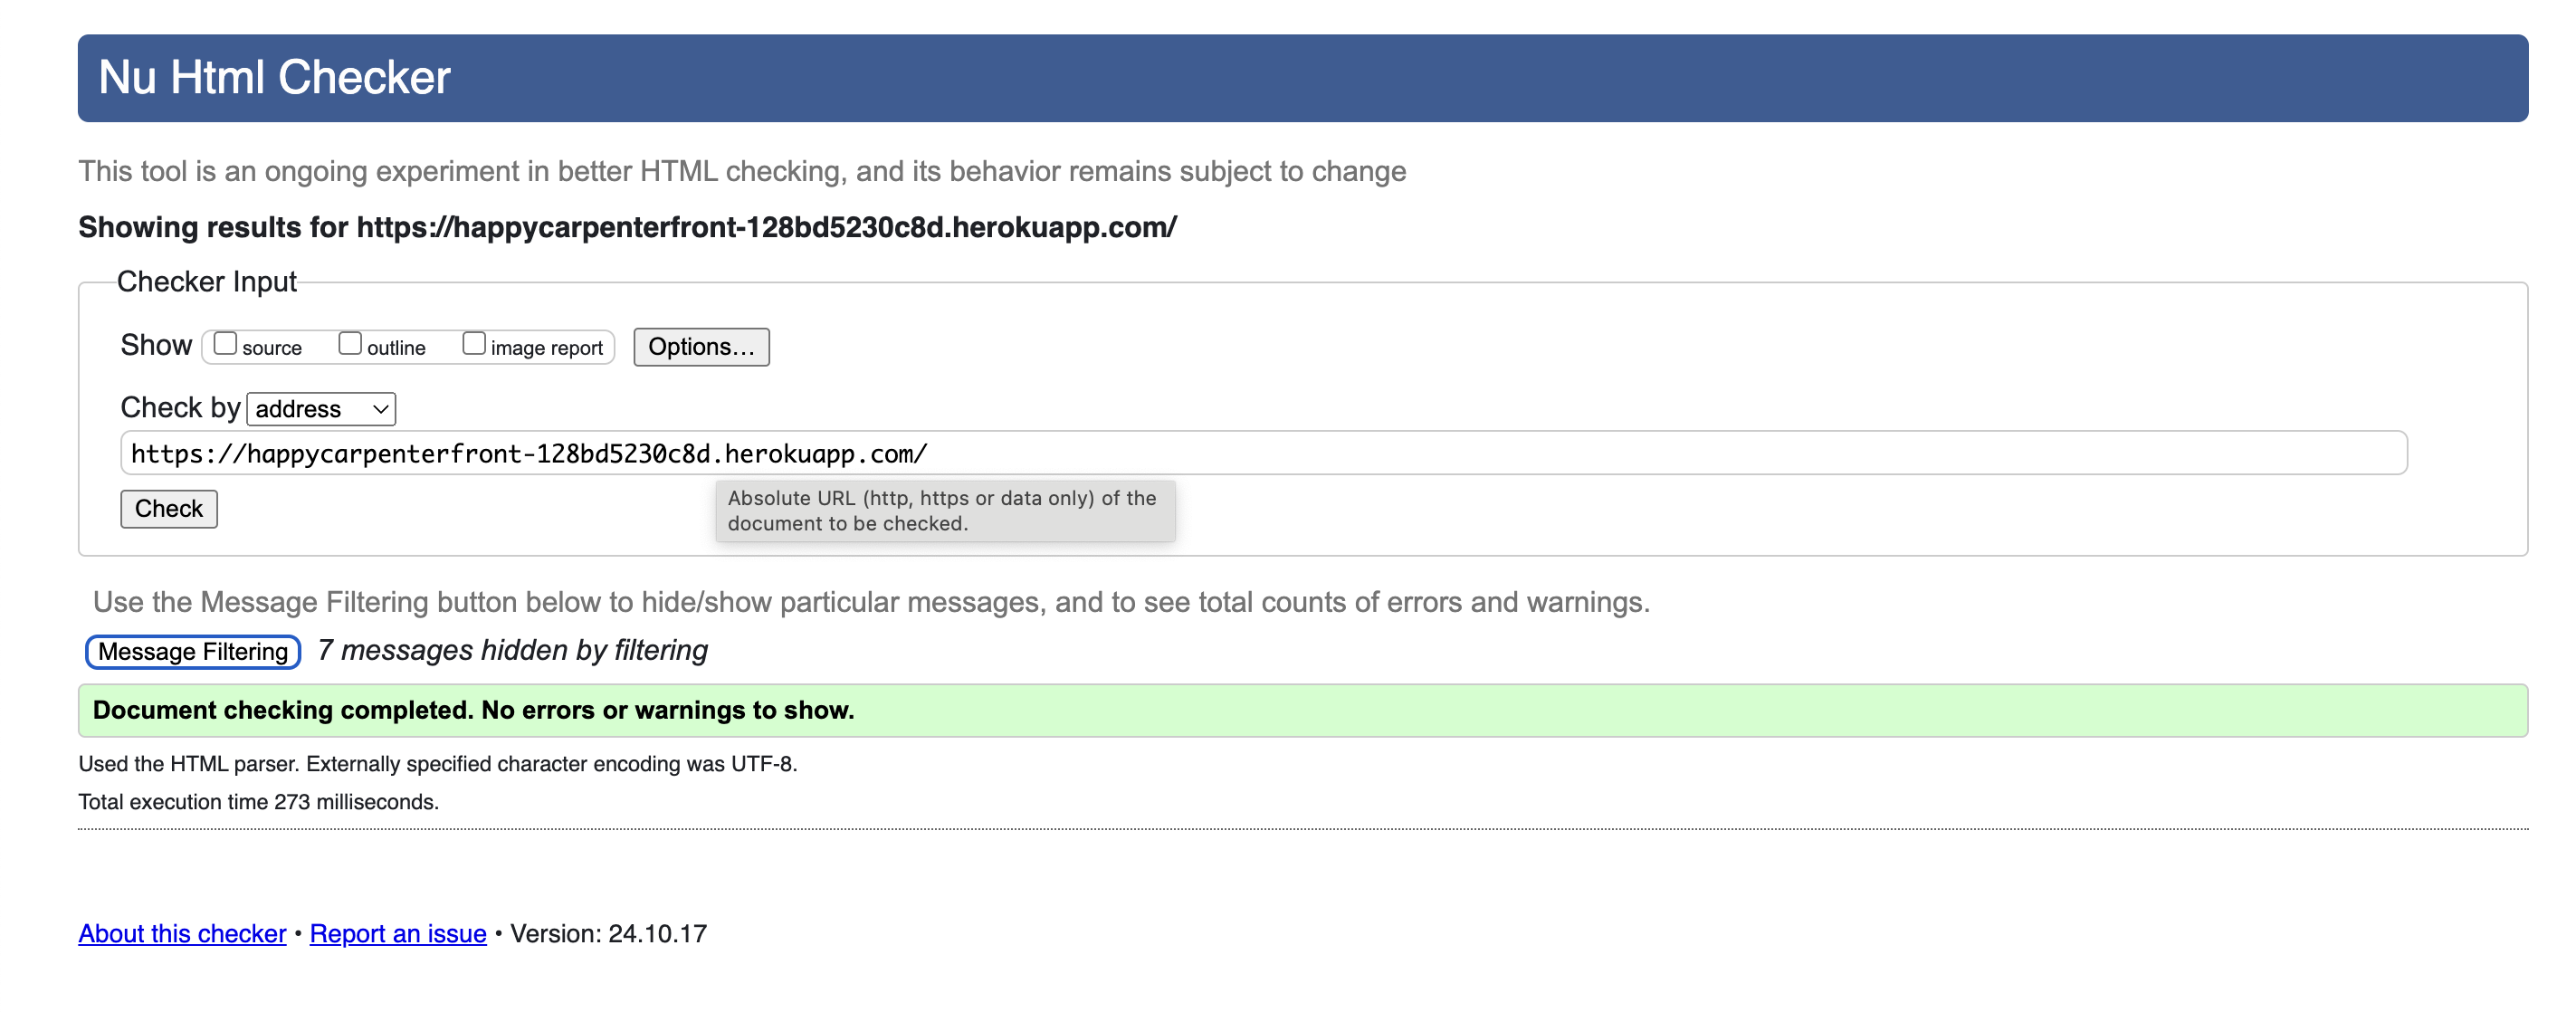 Nu Html Checker
This tool is an ongoing experiment in better HTML checking, and its behavior remains subject to change
Showing results for https://happycarpenterfront-128bd5230c8d.herokuapp.com/
Checker Input
Show source outline image report Options…
Check by address
https://happycarpenterfront-128bd5230c8d.herokuapp.com/
Check
Absolute URL (http, https or data only) of the
document to be checked.
Use the Message Filtering button below to hide/show particular messages, and to see total counts of errors and warnings.
Message Filtering 7 messages hidden by filtering
Document checking completed. No errors or warnings to show.
Used the HTML parser. Externally specified character encoding was UTF-8.
Total execution time 273 milliseconds.
About this checker • Report an issue • Version: 24.10.17